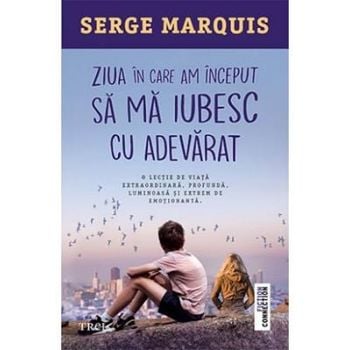 SERGE MARQUIS
ZIUA ÎN CARE AM ÎNCEPUT
SĂ MĂ IUBESC
CU ADEVĂRAT
O LECȚIE DE VIAȚĂ
EXTRAORDINARĂ, PROFUNDĂ,
LUMINOASĂ ȘI EXTREM DE
EMOȚIONANTĂ.
TREI
FICTION
CONNECTION